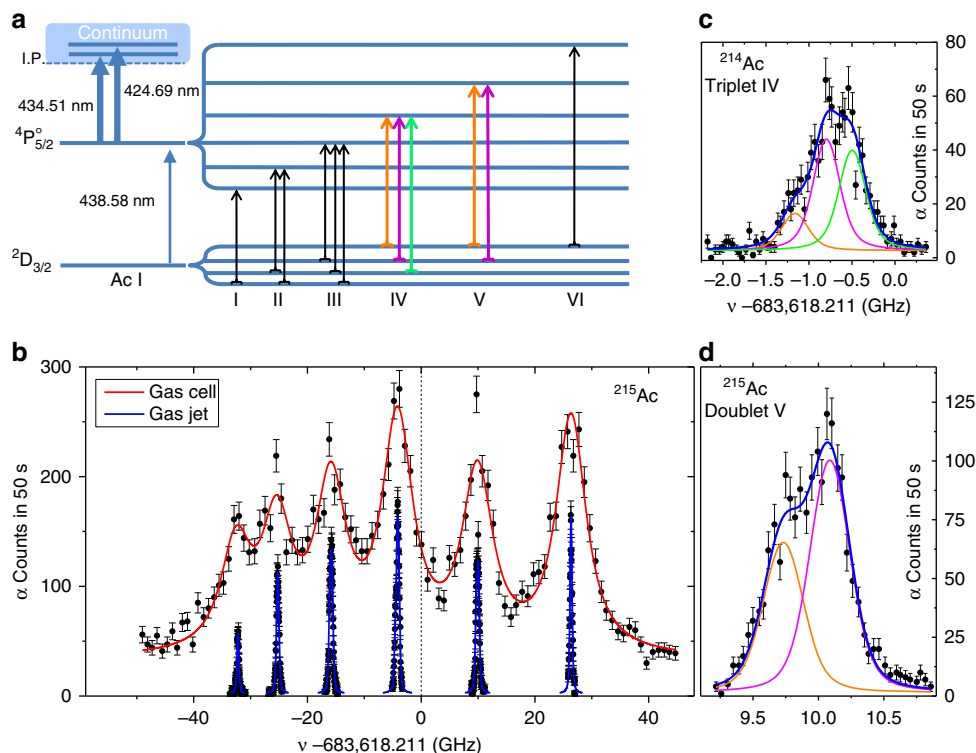 a
Continuum
I.P.
434.51 nm
424.69 nm
⁴P°₅/₂
438.58 nm
²D₃/₂
Ac I
I II III IV V VI
c
²¹⁴Ac
Triplet IV
80
60
40
20
0
α Counts in 50 s
−2.0 −1.5 −1.0 −0.5 0.0
ν −683,618.211 (GHz)
b
Gas cell
Gas jet
²¹⁵Ac
300
200
100
0
α Counts in 50 s
−40 −20 0 20 40
ν −683,618.211 (GHz)
d
²¹⁵Ac
Doublet V
125
100
75
50
25
0
α Counts in 50 s
9.5 10.0 10.5
ν −683,618.211 (GHz)